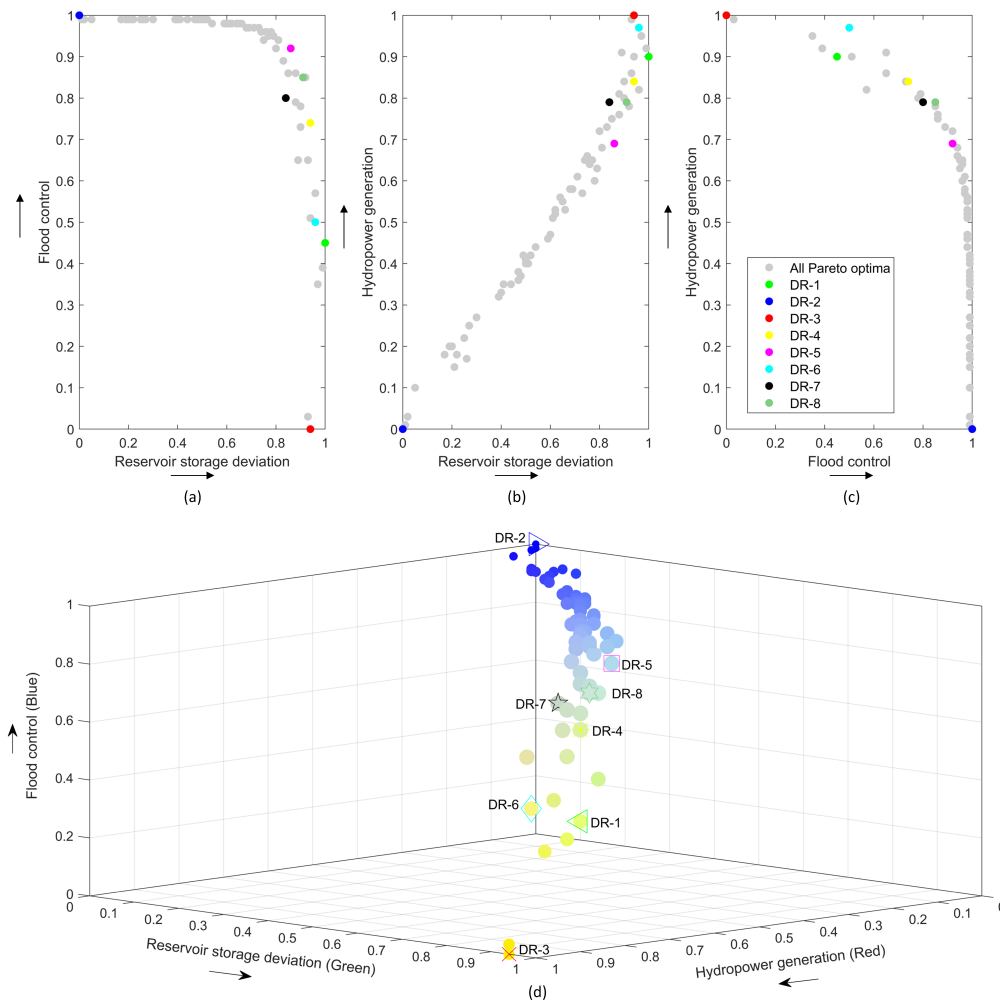 1
0.9
0.8
0.7
0.6
0.5
0.4
0.3
0.2
0.1
0
Flood control
0 0.2 0.4 0.6 0.8 1
Reservoir storage deviation
(a)
1
0.9
0.8
0.7
0.6
0.5
0.4
0.3
0.2
0.1
0
Hydropower generation
0 0.2 0.4 0.6 0.8 1
Reservoir storage deviation
(b)
1
0.9
0.8
0.7
0.6
0.5
0.4
0.3
0.2
0.1
0
Hydropower generation
0 0.2 0.4 0.6 0.8 1
Flood control
(c)
All Pareto optima
DR-1
DR-2
DR-3
DR-4
DR-5
DR-6
DR-7
DR-8
DR-2
DR-5
DR-8
DR-7
DR-4
DR-6
DR-1
DR-3
1
0.8
0.6
0.4
0.2
0
Flood control (Blue)
0 0.1 0.2 0.3 0.4 0.5 0.6 0.7 0.8 0.9 1
Reservoir storage deviation (Green)
1 0.9 0.8 0.7 0.6 0.5 0.4 0.3 0.2 0.1 0
Hydropower generation (Red)
(d)